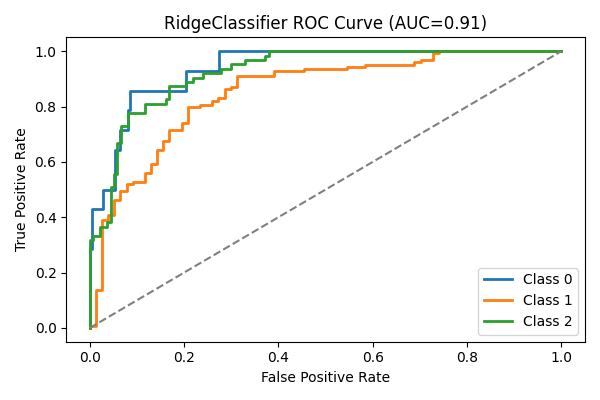 RidgeClassifier ROC Curve (AUC=0.91)
True Positive Rate
1.0
0.8
0.6
0.4
0.2
0.0
0.0 0.2 0.4 0.6 0.8 1.0
False Positive Rate
Class 0
Class 1
Class 2